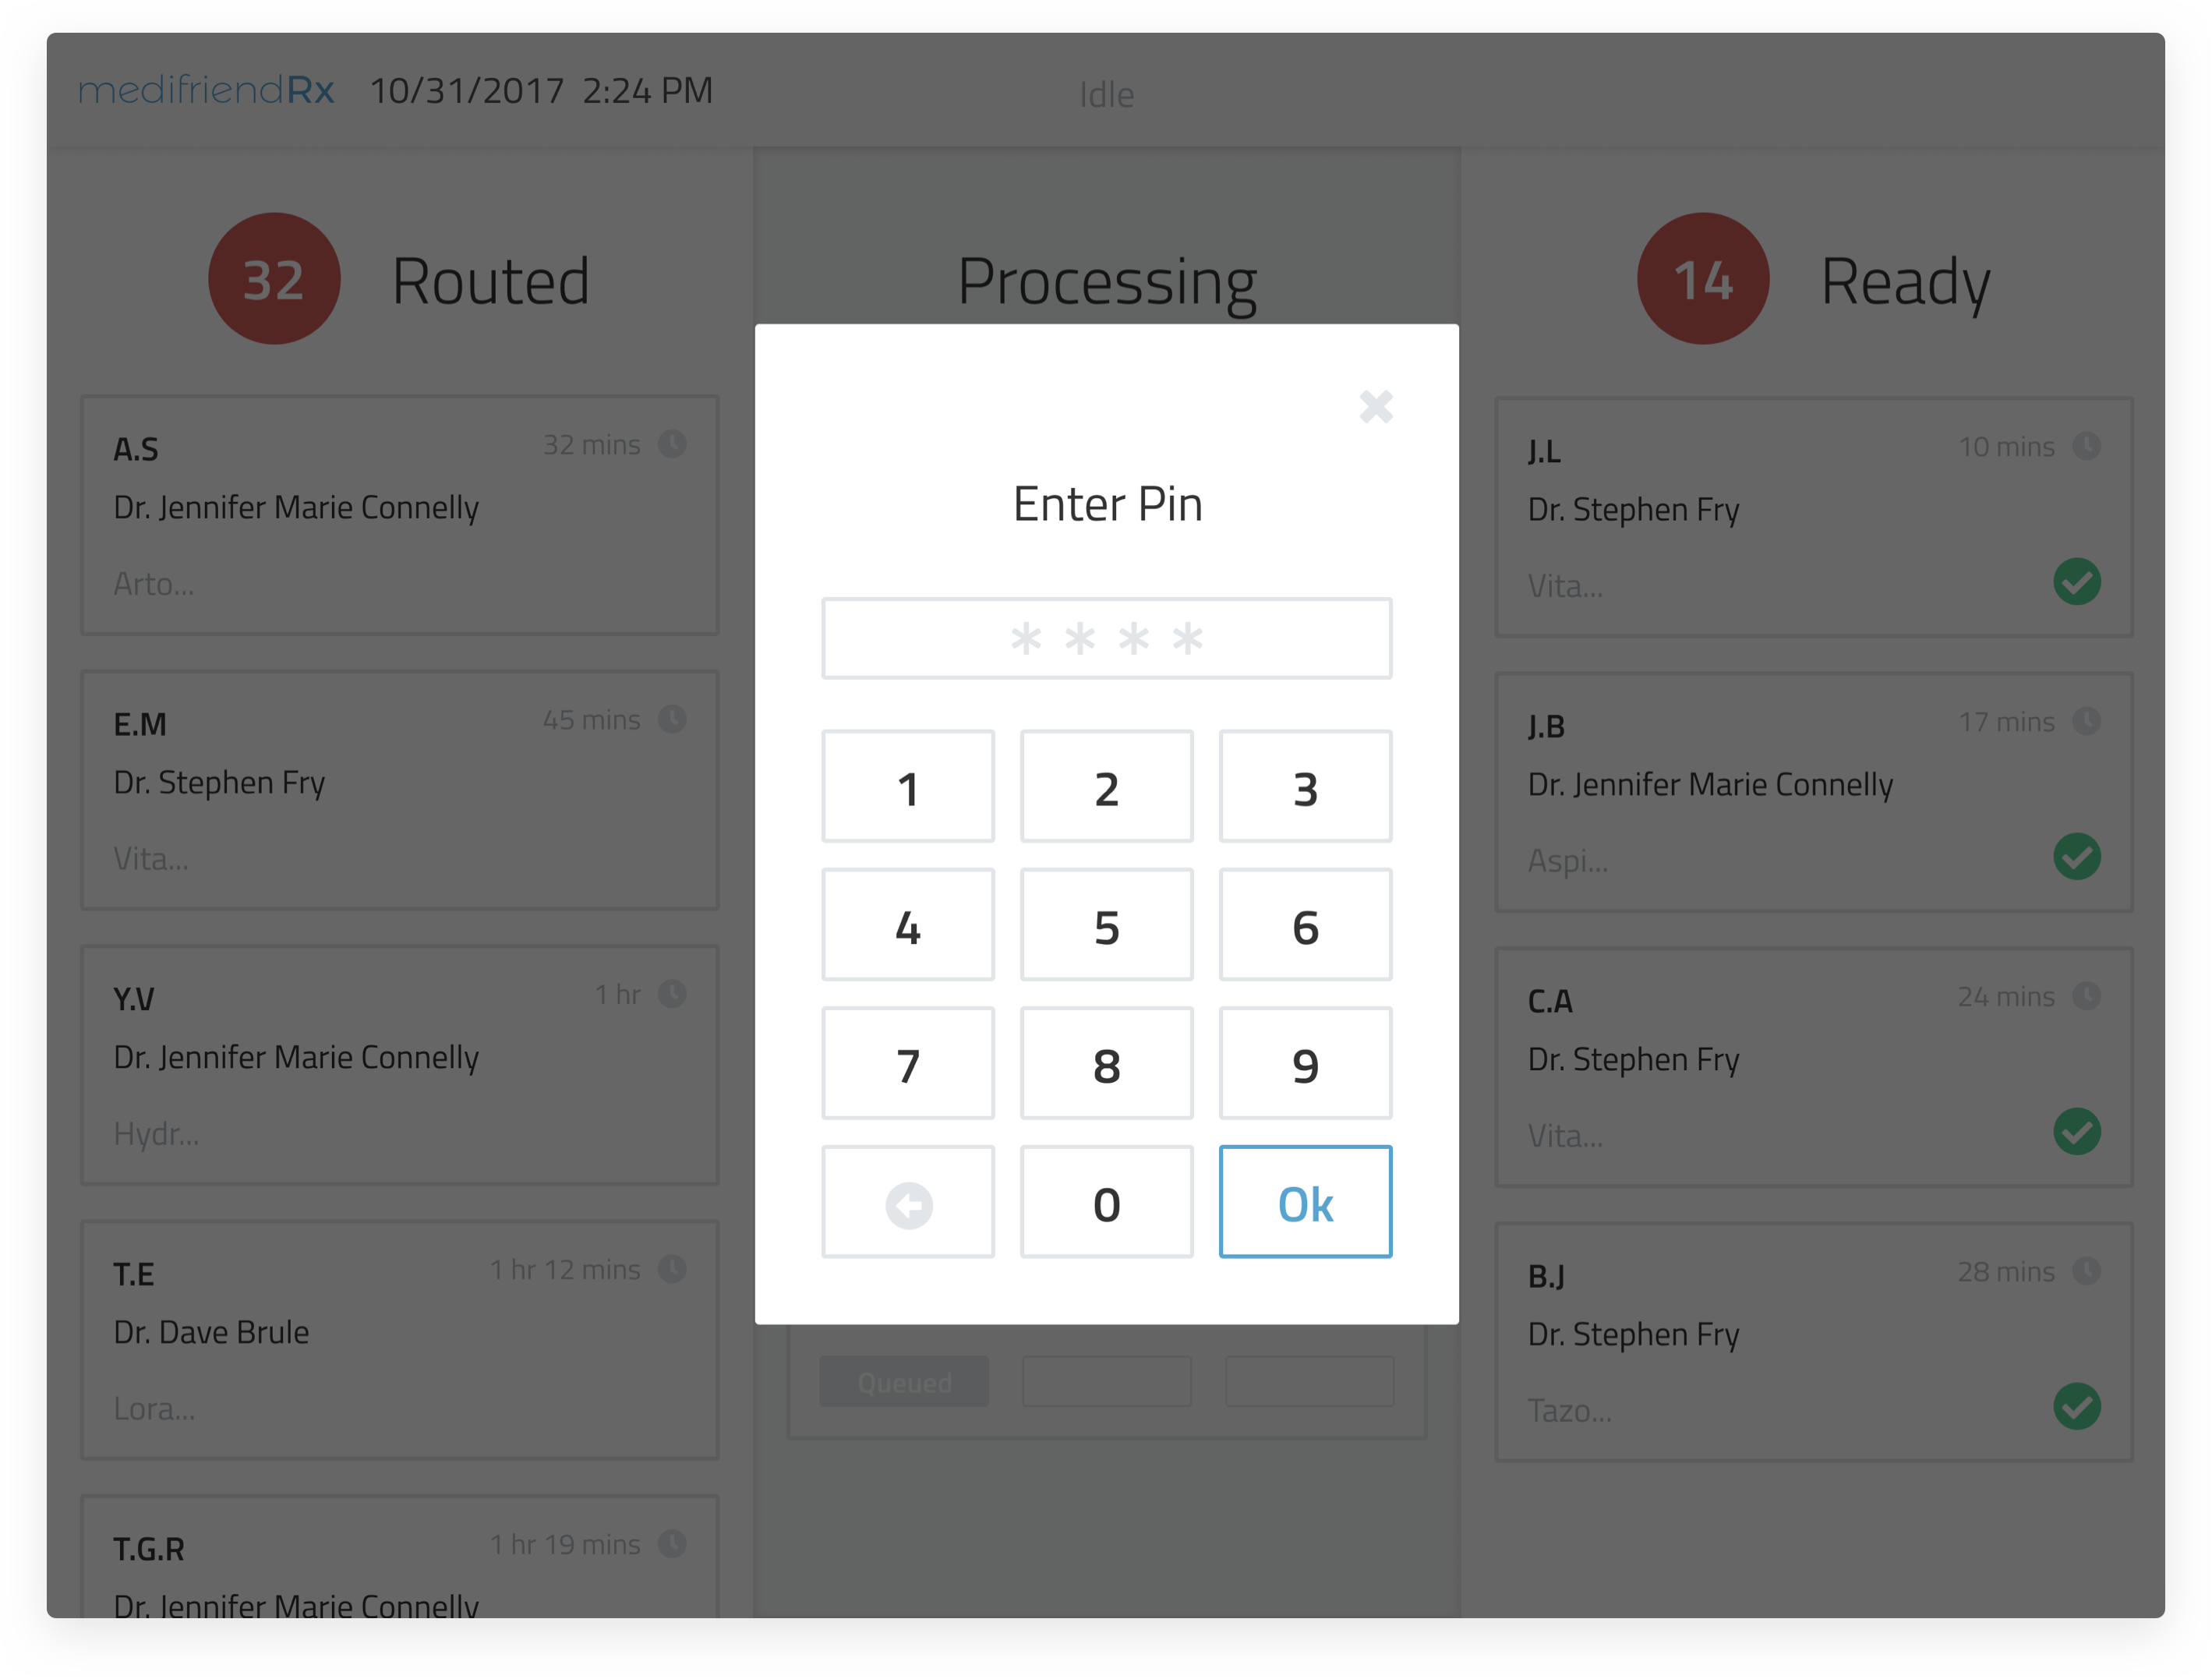 medifriendRx 10/31/2017 2:24 PM
Idle
32 Routed
A.S 32 mins
Dr. Jennifer Marie Connelly
Arto...
E.M 45 mins
Dr. Stephen Fry
Vita...
Y.V 1 hr
Dr. Jennifer Marie Connelly
Hydr...
T.E 1 hr 12 mins
Dr. Dave Brule
Lora...
T.G.R 1 hr 19 mins
Dr. Jennifer Marie Connelly
Processing
Enter Pin
* * * *
1 2 3
4 5 6
7 8 9
0 Ok
Queued
14 Ready
J.L 10 mins
Dr. Stephen Fry
Vita...
J.B 17 mins
Dr. Jennifer Marie Connelly
Aspi...
C.A 24 mins
Dr. Stephen Fry
Vita...
B.J 28 mins
Dr. Stephen Fry
Tazo...